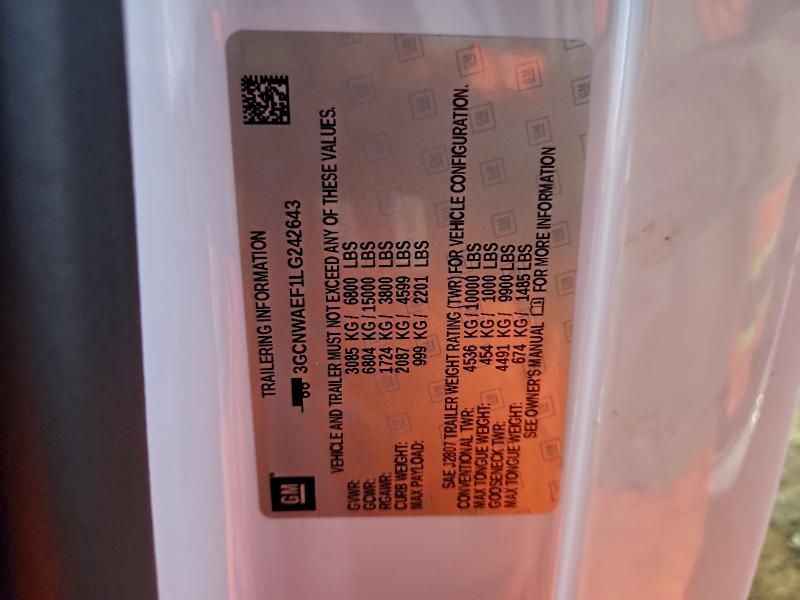 GM
TRAILERING INFORMATION
3GCNWAEF1LG242643
VEHICLE AND TRAILER MUST NOT EXCEED ANY OF THESE VALUES.
GVWR: 3085 KG / 6800 LBS
GCWR: 6804 KG / 15000 LBS
RGAWR: 1724 KG / 3800 LBS
CURB WEIGHT: 2087 KG / 4599 LBS
MAX PAYLOAD: 999 KG / 2201 LBS
SAE J2807 TRAILER WEIGHT RATING (TWR) FOR VEHICLE CONFIGURATION.
CONVENTIONAL TWR: 4536 KG / 10000 LBS
MAX TONGUE WEIGHT: 454 KG / 1000 LBS
GOOSENECK TWR: 4491 KG / 9900 LBS
MAX TONGUE WEIGHT: 674 KG / 1485 LBS
SEE OWNER'S MANUAL FOR MORE INFORMATION